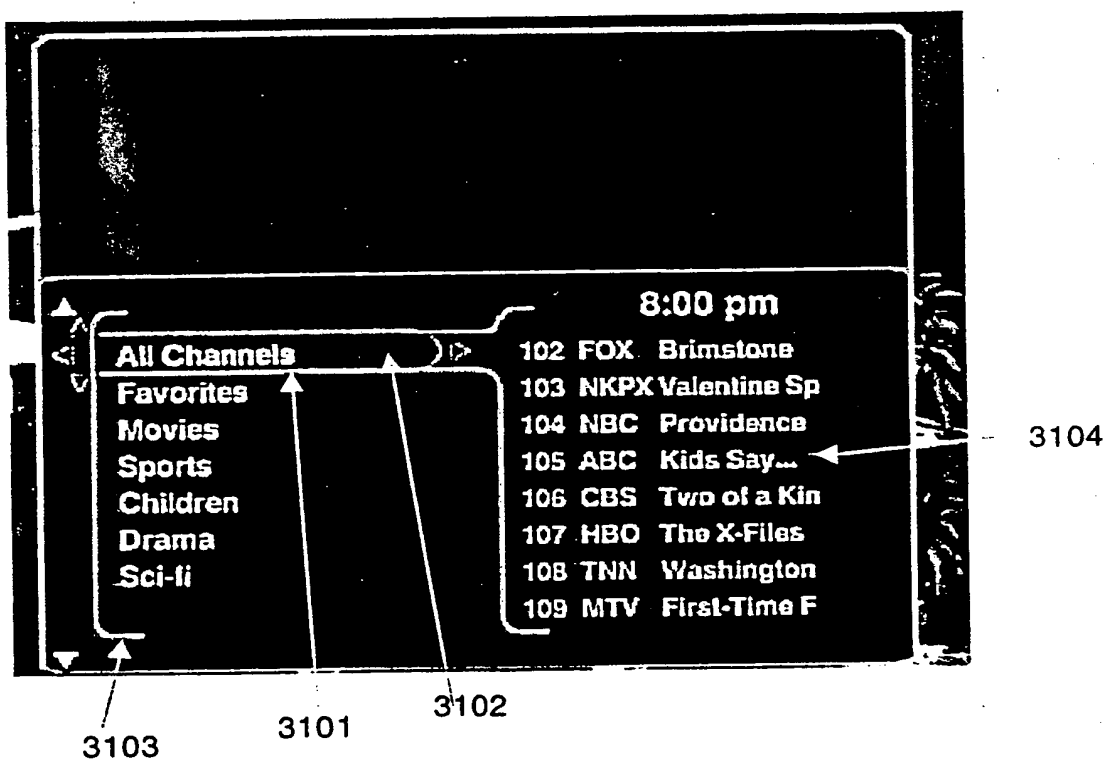 8:00 pm
All Channels
Favorites
Movies
Sports
Children
Drama
Sci-fi
102 FOX Brimstone
103 NKPX Valentine Sp
104 NBC Providence
105 ABC Kids Say...
106 CBS Two of a Kin
107 HBO The X-Files
108 TNN Washington
109 MTV First-Time F
3104
3103
3101
3102